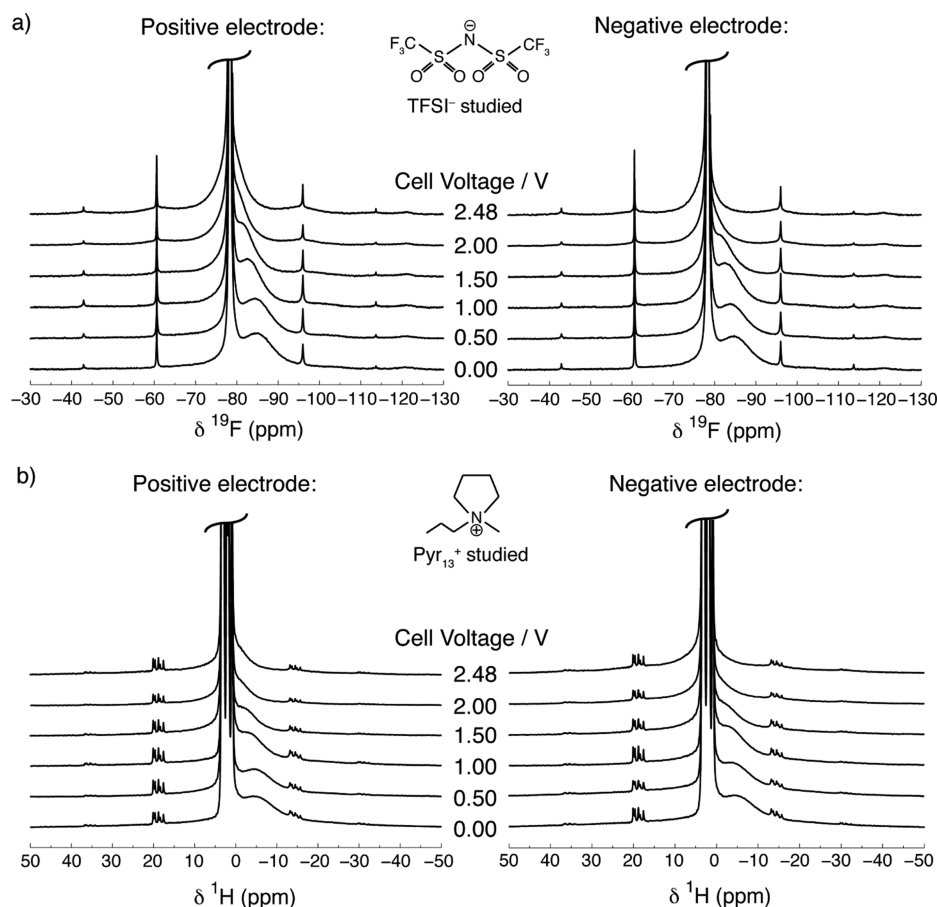 a)
Positive electrode:
Negative electrode:
F₃C N⊖ CF₃
S S
O O O O
TFSI⁻ studied
Cell Voltage / V
2.48
2.00
1.50
1.00
0.50
0.00
−30 −40 −50 −60 −70 −80 −90 −100 −110 −120 −130
−30 −40 −50 −60 −70 −80 −90 −100 −110 −120 −130
δ ¹⁹F (ppm)
δ ¹⁹F (ppm)
b)
Positive electrode:
Negative electrode:
N
⊕
Pyr₁₃⁺ studied
Cell Voltage / V
2.48
2.00
1.50
1.00
0.50
0.00
50 40 30 20 10 0 −10 −20 −30 −40 −50
50 40 30 20 10 0 −10 −20 −30 −40 −50
δ ¹H (ppm)
δ ¹H (ppm)